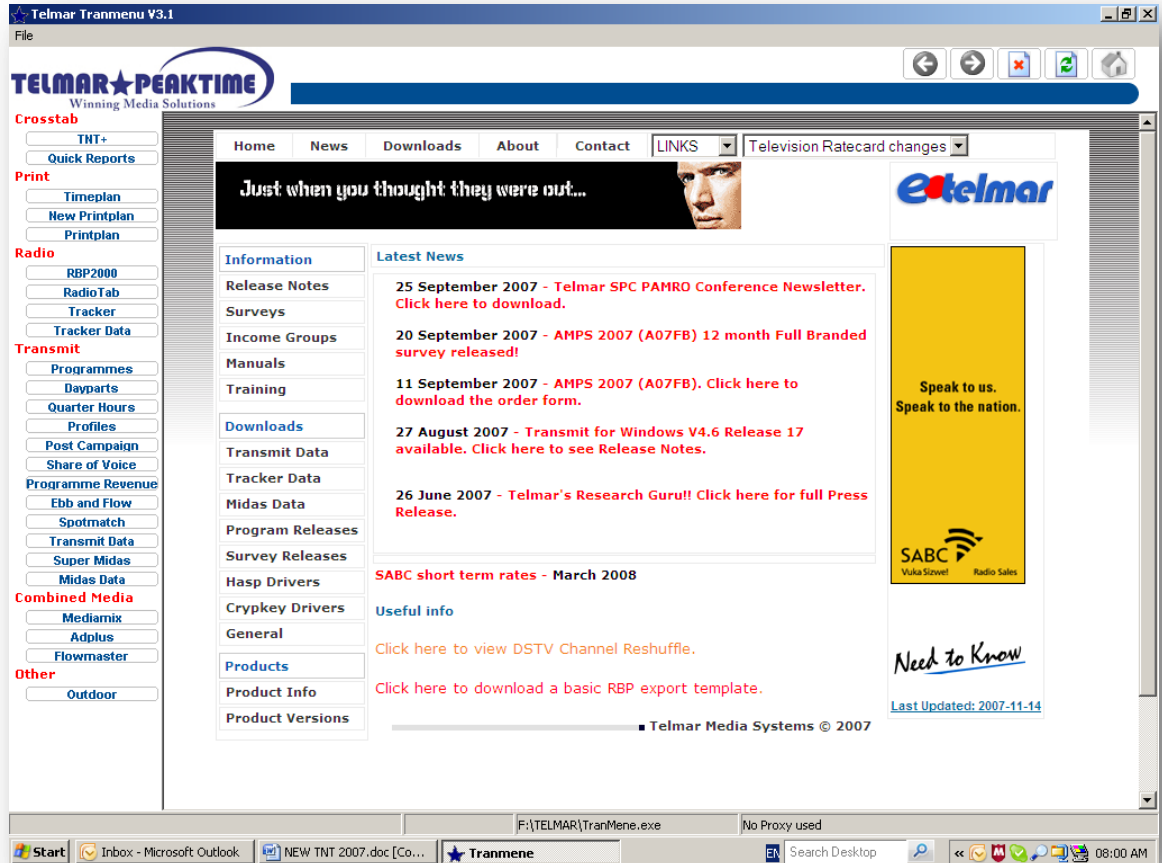 Telmar Tranmenu V3.1
File
TELMAR PEAKTIME
Winning Media Solutions
Crosstab
TNT+
Quick Reports
Print
Timeplan
New Printplan
Printplan
Radio
RBP2000
RadioTab
Tracker
Tracker Data
Transmit
Programmes
Dayparts
Quarter Hours
Profiles
Post Campaign
Share of Voice
Programme Revenue
Ebb and Flow
Spotmatch
Transmit Data
Super Midas
Midas Data
Combined Media
Mediamix
Adplus
Flowmaster
Other
Outdoor
Home News Downloads About Contact LINKS Television Ratecard changes
Just when you thought they were out...
etelmar
Information
Release Notes
Surveys
Income Groups
Manuals
Training
Downloads
Transmit Data
Tracker Data
Midas Data
Program Releases
Survey Releases
Hasp Drivers
Crypkey Drivers
General
Products
Product Info
Product Versions
Latest News
25 September 2007 - Telmar SPC PAMRO Conference Newsletter.
Click here to download.
20 September 2007 - AMPS 2007 (A07FB) 12 month Full Branded
survey released!
11 September 2007 - AMPS 2007 (A07FB). Click here to
download the order form.
27 August 2007 - Transmit for Windows V4.6 Release 17
available. Click here to see Release Notes.
26 June 2007 - Telmar's Research Guru!! Click here for full Press
Release.
SABC short term rates - March 2008
Useful info
Click here to view DSTV Channel Reshuffle.
Click here to download a basic RBP export template.
Telmar Media Systems © 2007
Speak to us.
Speak to the nation.
SABC
Vuka Sizwe! Radio Sales
Need to Know
Last Updated: 2007-11-14
F:\TELMAR\TranMene.exe No Proxy used
Start Inbox - Microsoft Outlook NEW TNT 2007.doc [Co... Tranmene EN Search Desktop « 08:00 AM